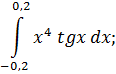 0,2
∫ x⁴ tgx dx;
−0,2